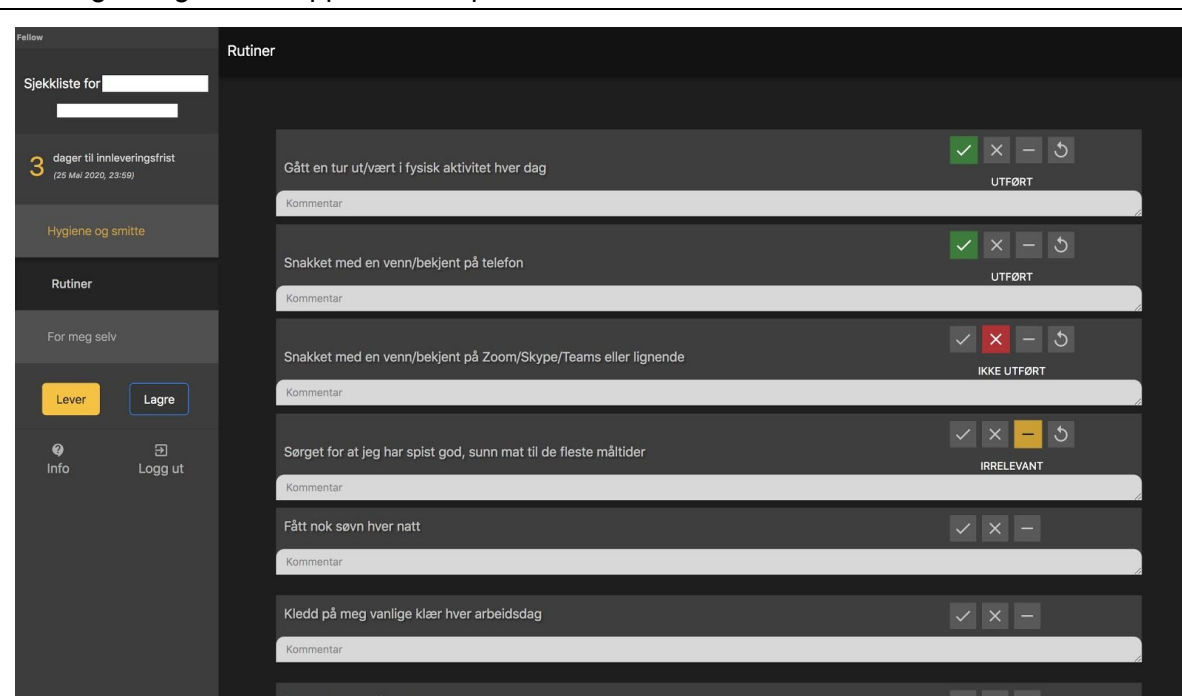 Fellow
Sjekkliste for
3 dager til innleveringsfrist
(25 Mai 2020, 23:59)
Hygiene og smitte
Rutiner
For meg selv
Lever
Lagre
Info
Logg ut
Rutiner
Gått en tur ut/vært i fysisk aktivitet hver dag
UTFØRT
Kommentar
Snakket med en venn/bekjent på telefon
UTFØRT
Kommentar
Snakket med en venn/bekjent på Zoom/Skype/Teams eller lignende
IKKE UTFØRT
Kommentar
Sørget for at jeg har spist god, sunn mat til de fleste måltider
IRRELEVANT
Kommentar
Fått nok søvn hver natt
Kommentar
Kledd på meg vanlige klær hver arbeidsdag
Kommentar